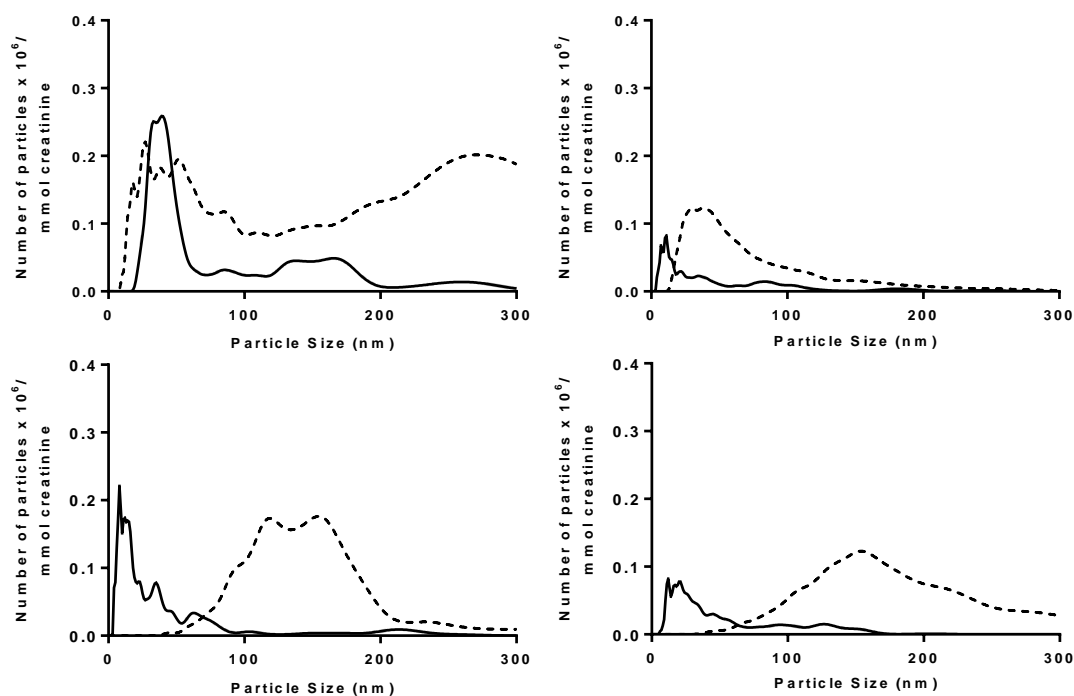 Number of particles x 10⁶/
mmol creatinine
0.4
0.3
0.2
0.1
0.0
0 100 200 300
Particle Size (nm)
Number of particles x 10⁶/
mmol creatinine
0.4
0.3
0.2
0.1
0.0
0 100 200 300
Particle Size (nm)
Number of particles x 10⁶/
mmol creatinine
0.4
0.3
0.2
0.1
0.0
0 100 200 300
Particle Size (nm)
Number of particles x 10⁶/
mmol creatinine
0.4
0.3
0.2
0.1
0.0
0 100 200 300
Particle Size (nm)